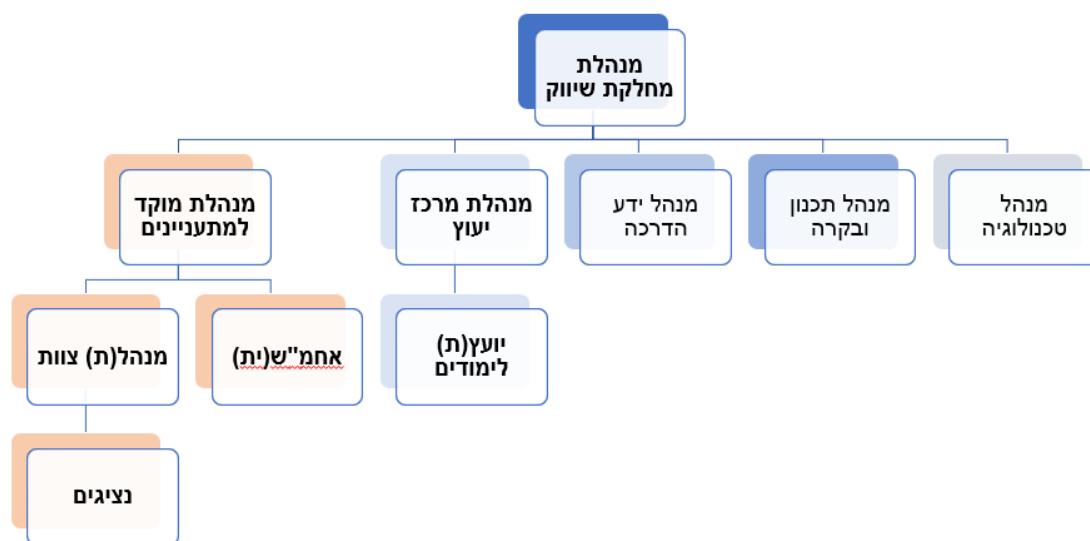 מנהלת
מחלקת שיווק
מנהל
טכנולוגיה
מנהל תכנון
ובקרה
מנהל ידע
הדרכה
מנהלת מרכז
יעוץ
מנהלת מוקד
למתעניינים
יועץ(ת)
לימודים
אחמ"ש(ית)
מנהל(ת) צוות
נציגים